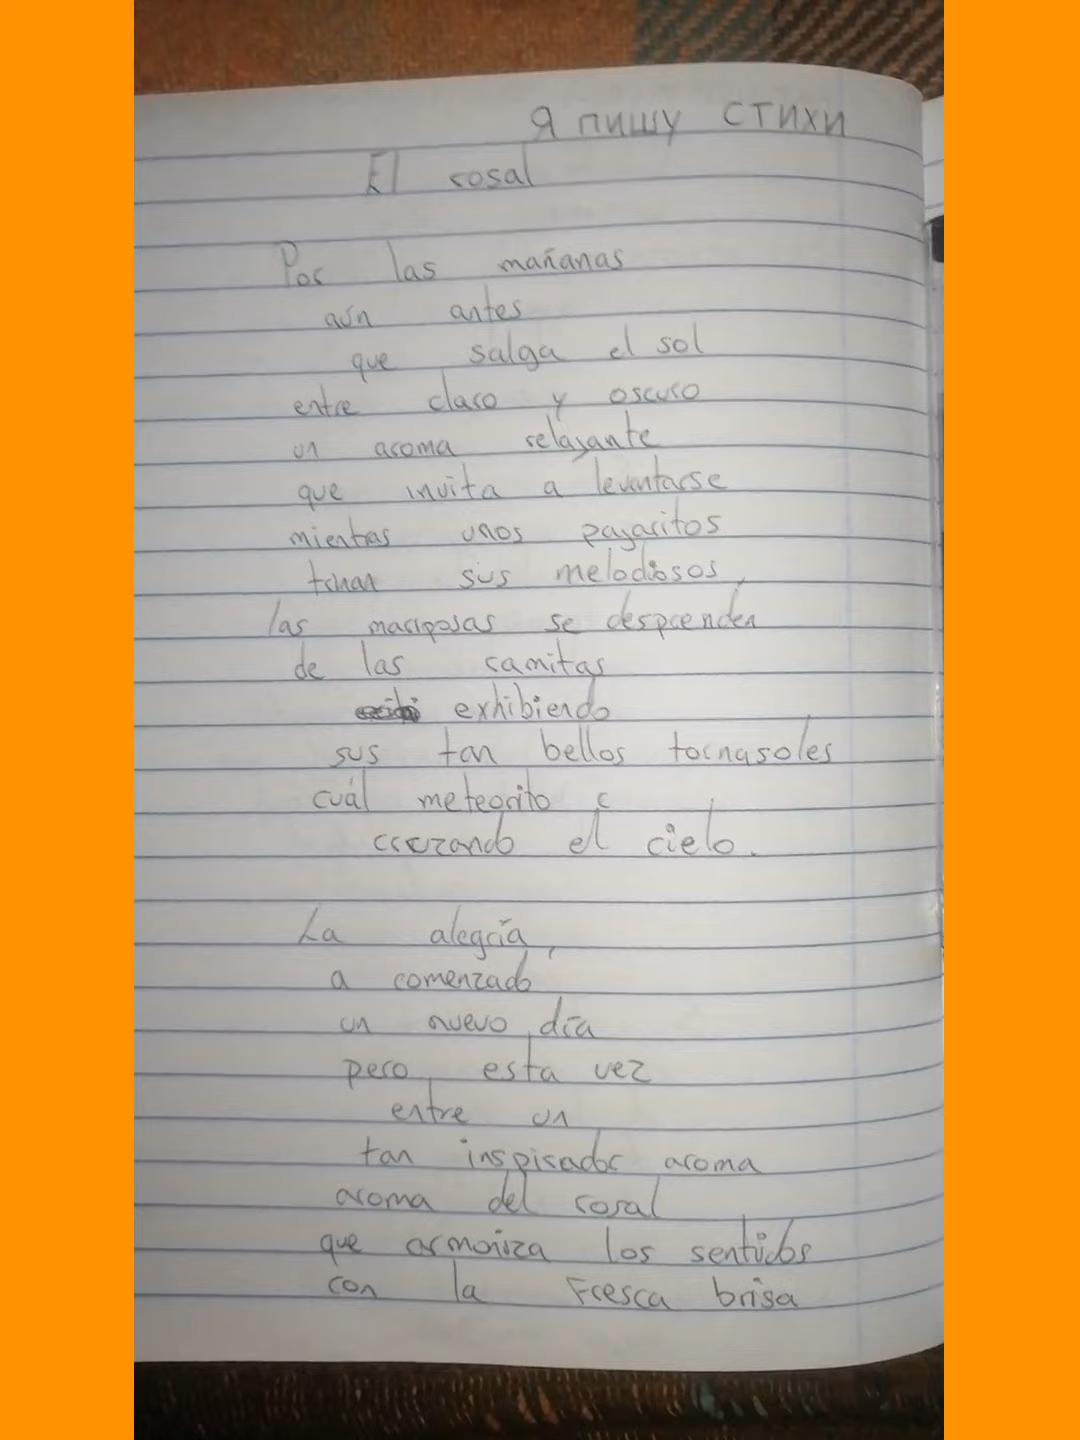 Я пишу стихи
El rosal
Por las mañanas
aún antes
que salga el sol
entre claro y oscuro
un aroma relajante
que invita a levantarse
mientras unos pajaritos
sus melodiosos,
las mariposas se desprenden
de las ramitas
exhibiendo
sus tan bellos tornasoles
cuál meteorito c
cruzando el cielo.
La alegría,
a comenzado
un nuevo día
pero, esta vez
entre un
tan inspirador aroma
aroma del rosal
que armoniza los sentidos
con la Fresca brisa